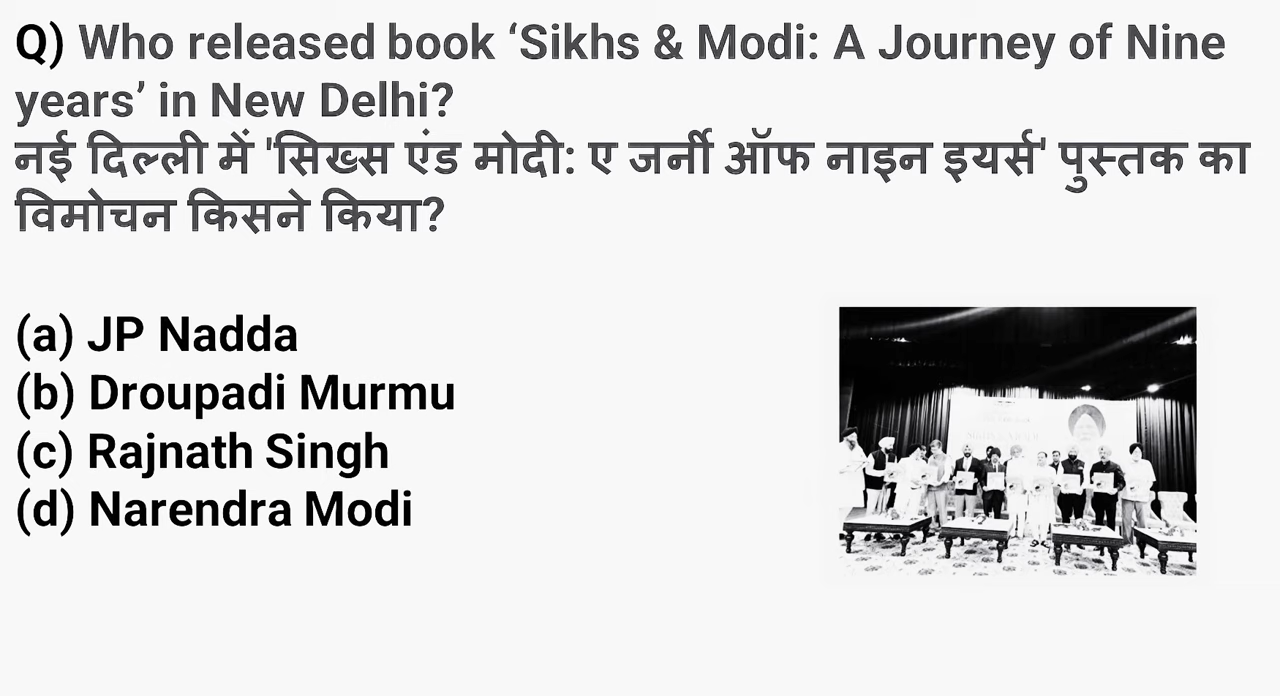 Q) Who released book ‘Sikhs & Modi: A Journey of Nine
years’ in New Delhi?
नई दिल्ली में 'सिख्स एंड मोदी: ए जर्नी ऑफ नाइन इयर्स' पुस्तक का
विमोचन किसने किया?
(a) JP Nadda
(b) Droupadi Murmu
(c) Rajnath Singh
(d) Narendra Modi